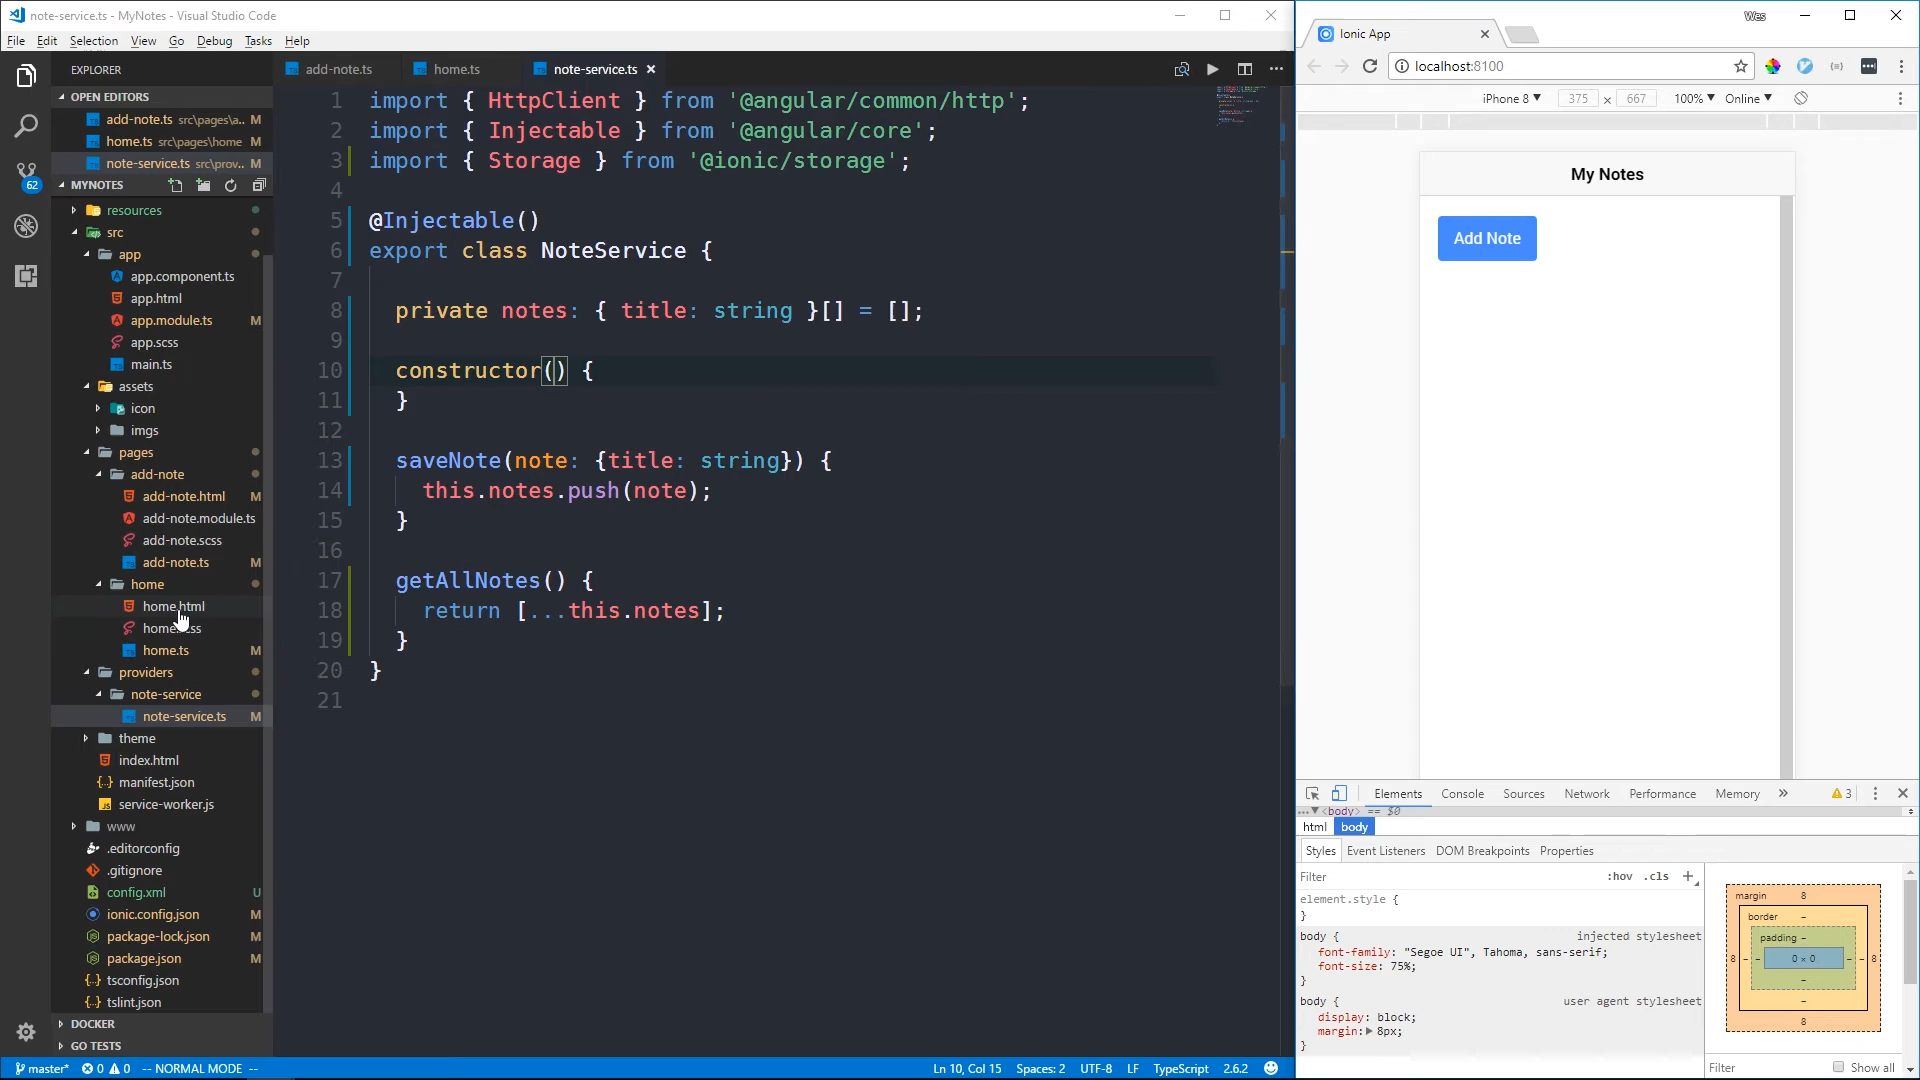 note-service.ts - MyNotes - Visual Studio Code
File Edit Selection View Go Debug Tasks Help
EXPLORER
OPEN EDITORS
add-note.ts src\pages\a.. M
home.ts src\pages\home M
note-service.ts src\prov.. M
MYNOTES
resources
src
app
app.component.ts
app.html
app.module.ts M
app.scss
main.ts
assets
icon
imgs
pages
add-note
add-note.html M
add-note.module.ts
add-note.scss
add-note.ts M
home
home.html
home.scss
home.ts M
providers
note-service
note-service.ts M
theme
index.html
manifest.json
service-worker.js
www
.editorconfig
.gitignore
config.xml U
ionic.config.json M
package-lock.json M
package.json M
tsconfig.json
tslint.json
DOCKER
GO TESTS
62
add-note.ts home.ts note-service.ts
1 import { HttpClient } from '@angular/common/http';
2 import { Injectable } from '@angular/core';
3 import { Storage } from '@ionic/storage';
4
5 @Injectable()
6 export class NoteService {
7
8 private notes: { title: string }[] = [];
9
10 constructor() {
11 }
12
13 saveNote(note: {title: string}) {
14 this.notes.push(note);
15 }
16
17 getAllNotes() {
18 return [...this.notes];
19 }
20 }
21
master* 0 0 -- NORMAL MODE -- Ln 10, Col 15 Spaces: 2 UTF-8 LF TypeScript 2.6.2
Wes
Ionic App
localhost:8100
iPhone 8 375 x 667 100% Online
My Notes
Add Note
Elements Console Sources Network Performance Memory » 3
...<body> == $0
html body
Styles Event Listeners DOM Breakpoints Properties
Filter :hov .cls +
element.style {
}
body { injected stylesheet
font-family: "Segoe UI", Tahoma, sans-serif;
font-size: 75%;
}
body { user agent stylesheet
display: block;
margin: 8px;
}
margin 8
border -
padding -
8 - - 0 × 0 - - 8
-
-
8
Filter Show all